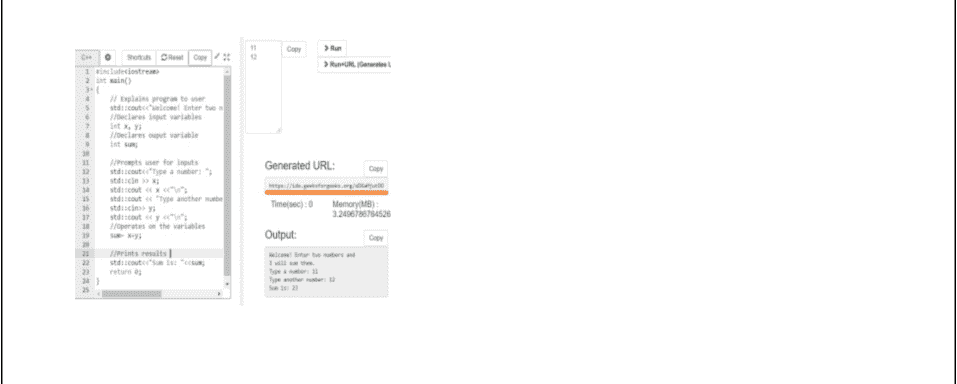 C++ Shortcuts Reset Copy
1 #include<iostream>
2 int main()
3 {
4 // Explains program to user
5 std::cout<<"Welcome! Enter two n
6 //Declares input variables
7 int x, y;
8 //Declares ouput variable
9 int sum;
10
11 //Prompts user for inputs
12 std::cout<<"Type a number: ";
13 std::cin >> x;
14 std::cout << x <<"\n";
15 std::cout << "Type another numbe
16 std::cin>> y;
17 std::cout << y <<"\n";
18 //Operates on the variables
19 sum= x+y;
20
21 //Prints results
22 std::cout<<"Sum is: "<<sum;
23 return 0;
24 }
25
11
12
Copy
Run
Run+URL (Generates U
Generated URL:
Copy
Time(sec) : 0
Memory(MB) :
3.2496786784526
Output:
Copy
Welcome! Enter two numbers and
I will sum them.
Type a number: 11
Type another number: 12
Sum is: 23